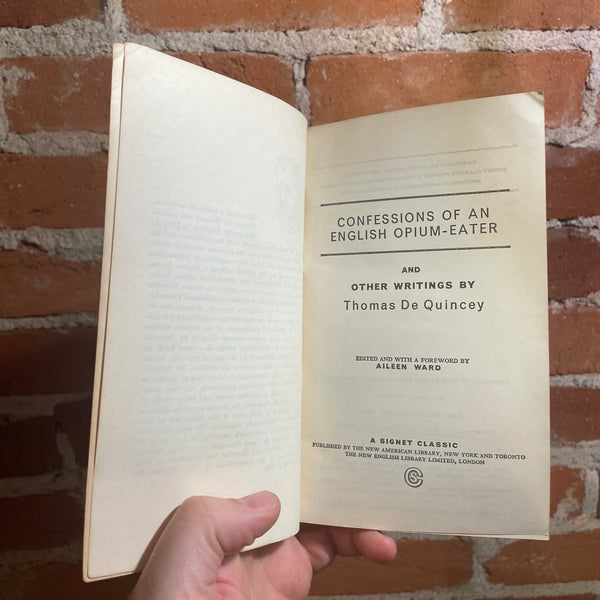 CONFESSIONS OF AN
ENGLISH OPIUM-EATER
AND
OTHER WRITINGS BY
Thomas De Quincey
EDITED AND WITH A FOREWORD BY
AILEEN WARD
A SIGNET CLASSIC
PUBLISHED BY THE NEW AMERICAN LIBRARY, NEW YORK AND TORONTO
THE NEW ENGLISH LIBRARY LIMITED, LONDON